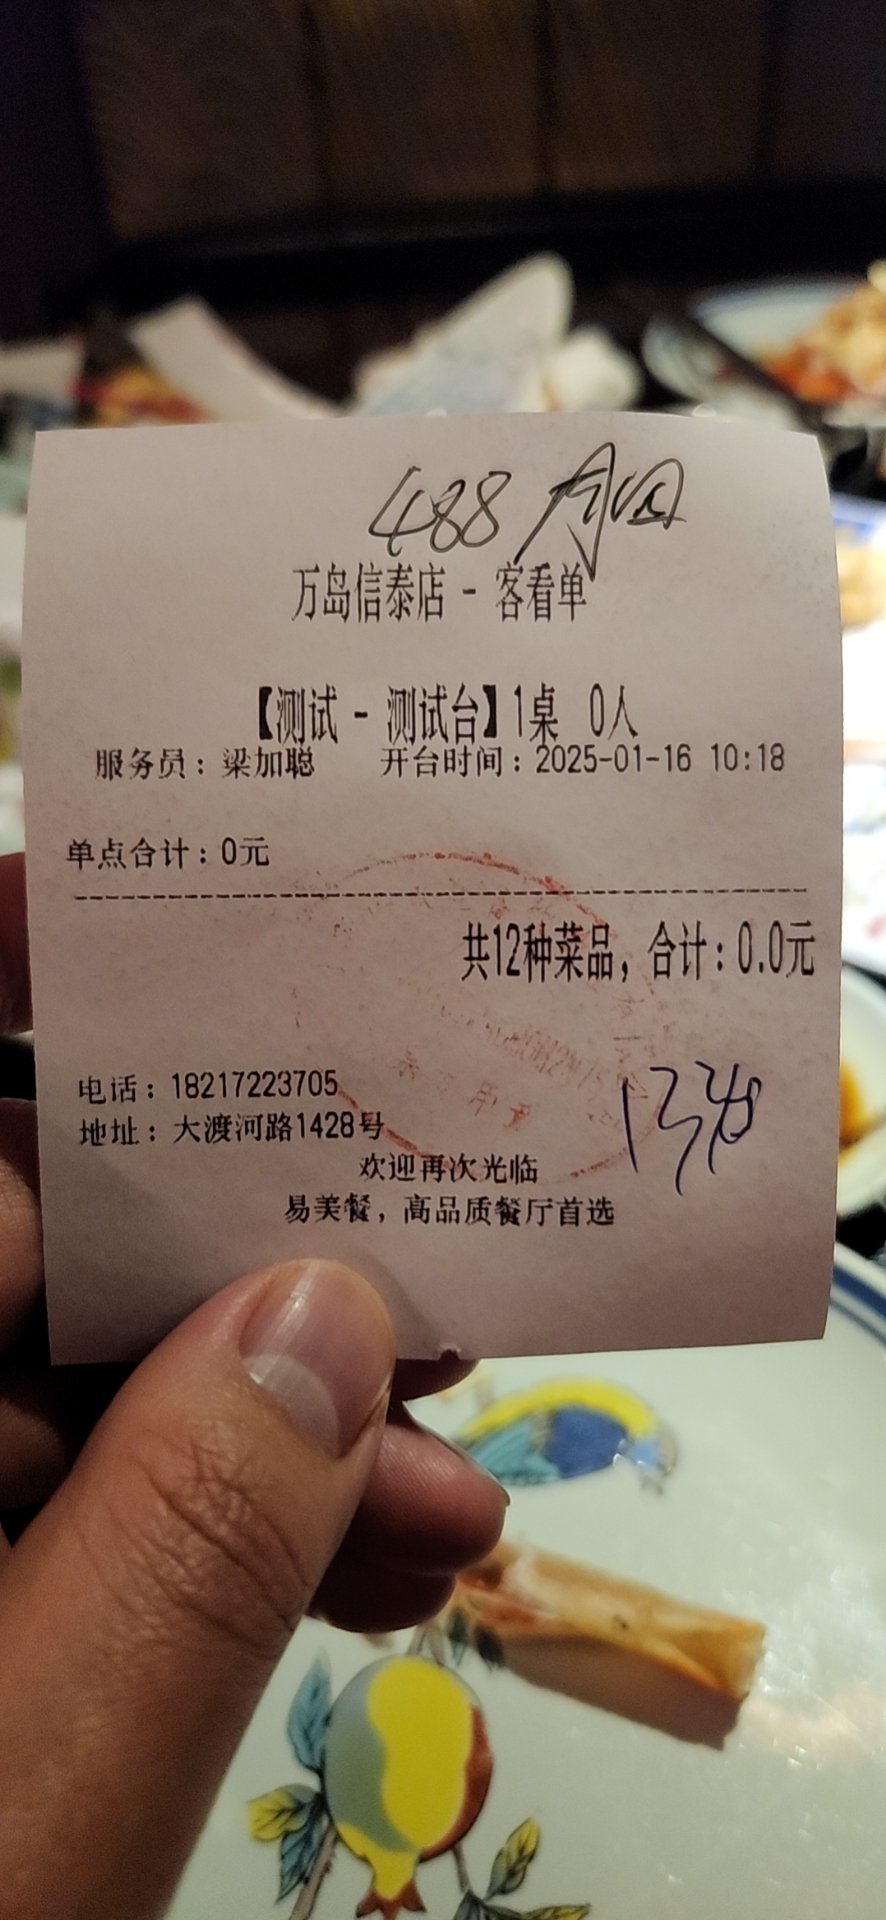 488
万岛信泰店 - 客看单
【测试 - 测试台】1桌 0人
服务员：梁加聪 开台时间：2025-01-16 10:18
单点合计：0元
共12种菜品，合计：0.0元
电话：18217223705
地址：大渡河路1428号
欢迎再次光临
易美餐，高品质餐厅首选